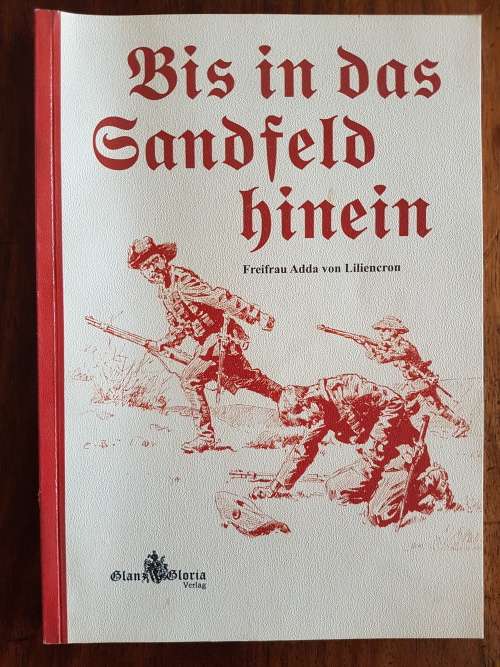 Bis in das
Sandfeld
hinein
Freifrau Adda von Liliencron
Glanz Gloria
Verlag